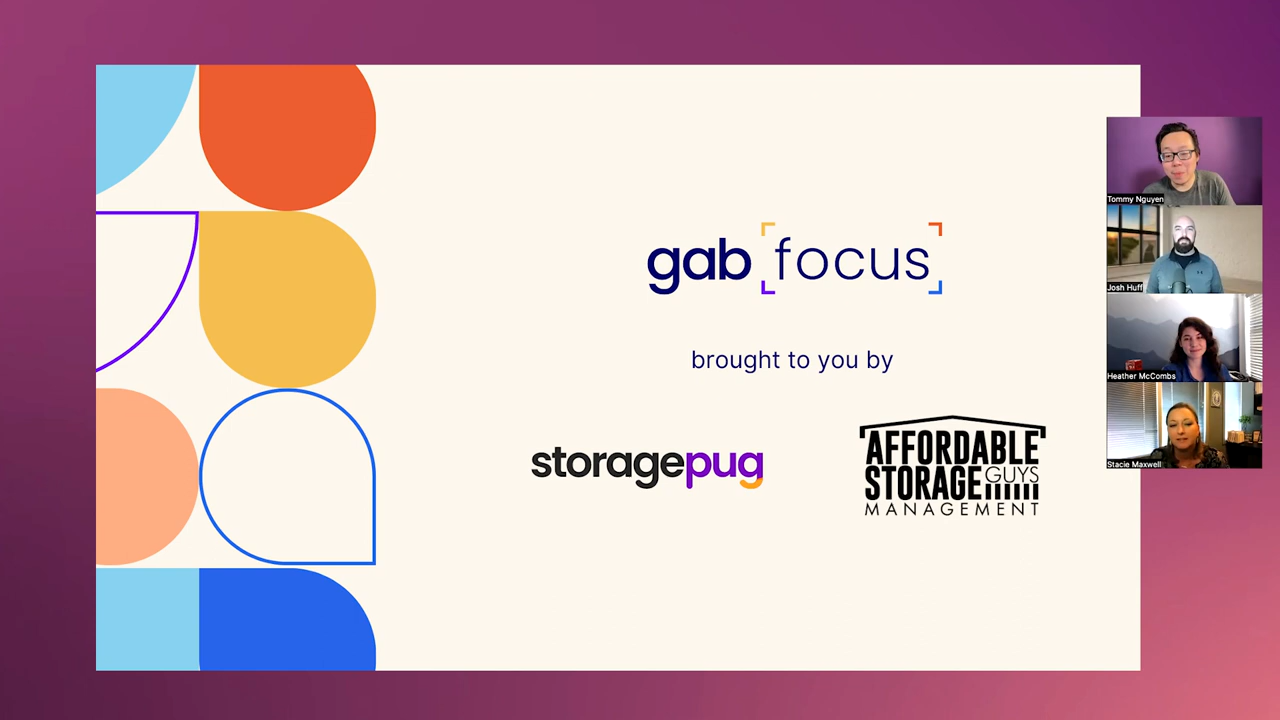 gab focus
brought to you by
storagepug
AFFORDABLE
STORAGE GUYS
MANAGEMENT
Tommy Nguyen
Josh Huff
Heather McCombs
Stacie Maxwell